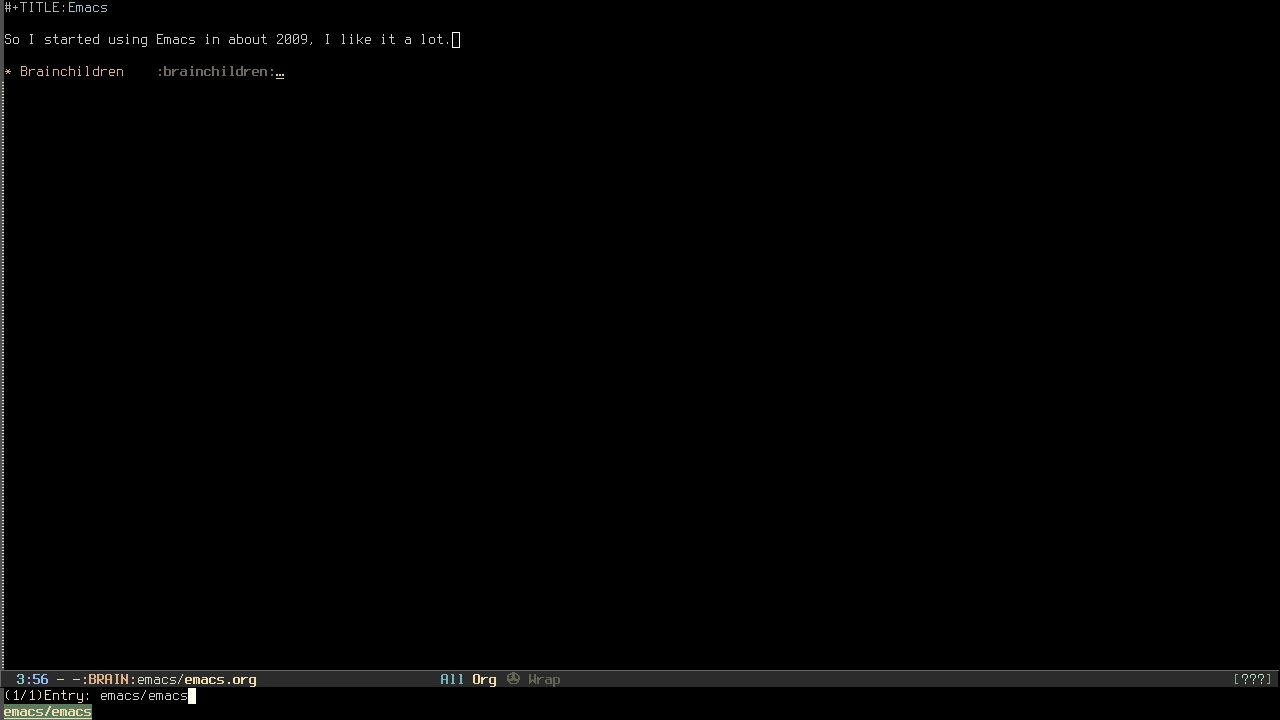 #+TITLE:Emacs
So I started using Emacs in about 2009, I like it a lot.
* Brainchildren    :brainchildren:…
3:56 - -:BRAIN:emacs/emacs.org    All Org ✇ Wrap    [???]
(1/1)Entry: emacs/emacs
emacs/emacs